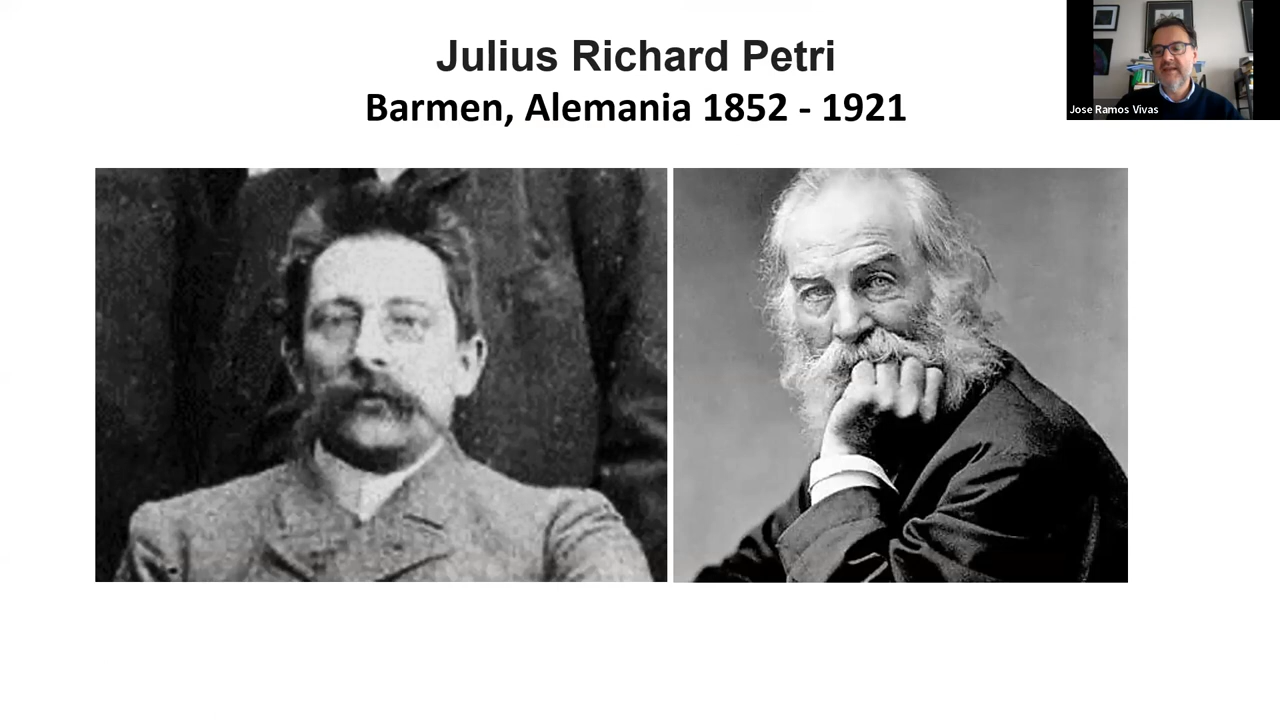 Julius Richard Petri
Barmen, Alemania 1852 - 1921
Jose Ramos Vivas